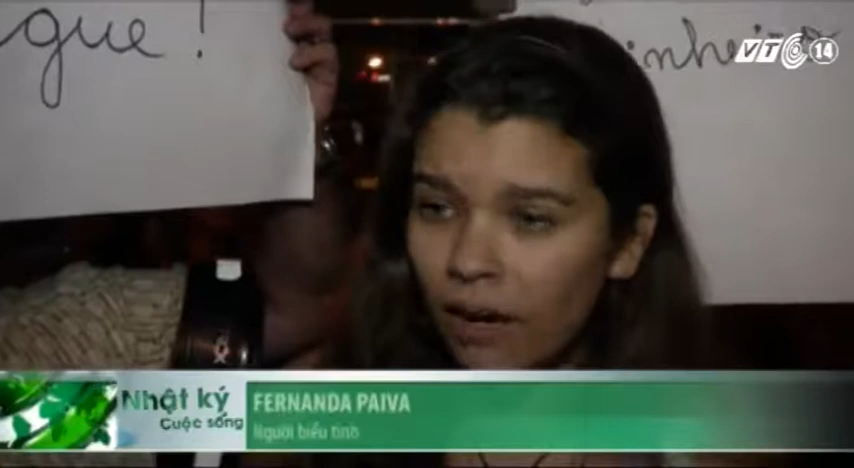 gue!
VTC 14
Nhật ký
Cuộc sống
FERNANDA PAIVA
Người biểu tình